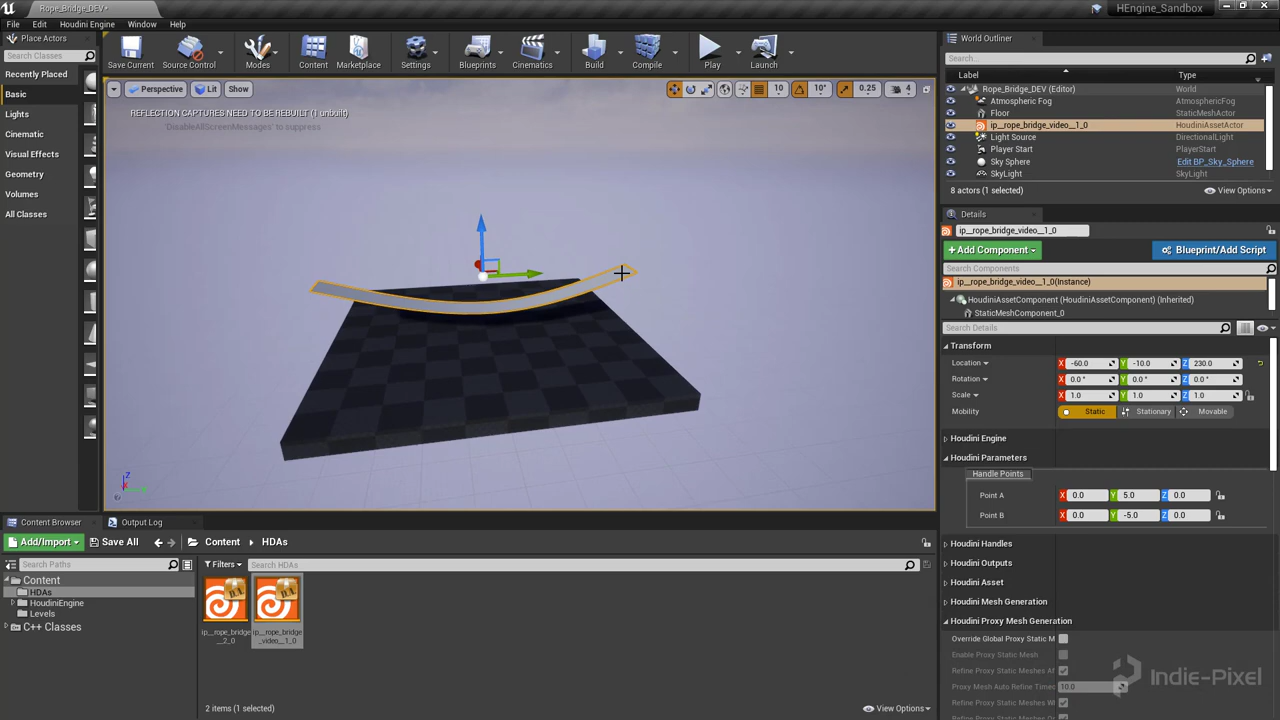 Rope_Bridge_DEV*
HEngine_Sandbox
File Edit Houdini Engine Window Help
Place Actors
Search Classes
Recently Placed
Basic
Lights
Cinematic
Visual Effects
Geometry
Volumes
All Classes
Save Current Source Control Modes Content Marketplace Settings Blueprints Cinematics Build Compile Play Launch
Perspective Lit Show 10 10° 0.25 4
REFLECTION CAPTURES NEED TO BE REBUILT (1 unbuilt)
'DisableAllScreenMessages' to suppress
World Outliner
Search...
Label Type
Rope_Bridge_DEV (Editor) World
Atmospheric Fog AtmosphericFog
Floor StaticMeshActor
ip__rope_bridge_video__1_0 HoudiniAssetActor
Light Source DirectionalLight
Player Start PlayerStart
Sky Sphere Edit BP_Sky_Sphere
SkyLight SkyLight
8 actors (1 selected) View Options
Details
ip__rope_bridge_video__1_0
+ Add Component Blueprint/Add Script
Search Components
ip__rope_bridge_video__1_0(Instance)
HoudiniAssetComponent (HoudiniAssetComponent) (Inherited)
StaticMeshComponent_0
Search Details
Transform
Location X -60.0 Y -10.0 Z 230.0
Rotation X 0.0 ° Y 0.0 ° Z 0.0 °
Scale X 1.0 Y 1.0 Z 1.0
Mobility Static Stationary Movable
Houdini Engine
Houdini Parameters
Handle Points
Point A X 0.0 Y 5.0 Z 0.0
Point B X 0.0 Y -5.0 Z 0.0
Houdini Handles
Houdini Outputs
Houdini Asset
Houdini Mesh Generation
Houdini Proxy Mesh Generation
Override Global Proxy Static M
Enable Proxy Static Mesh
Refine Proxy Static Meshes Af
Proxy Mesh Auto Refine Timeo 10.0
Refine Proxy Static Meshes W
Indie-Pixel
Content Browser Output Log
Add/Import Save All Content HDAs
Search Paths
Filters Search HDAs
Content
HDAs
HoudiniEngine
Levels
C++ Classes
ip__rope_bridge
__2_0
ip__rope_bridge
_video__1_0
2 items (1 selected) View Options
Z